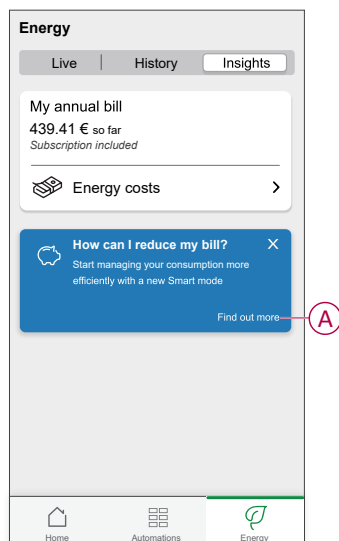 Energy
Live History Insights
My annual bill
439.41 € so far
Subscription included
Energy costs
How can I reduce my bill?
Start managing your consumption more
efficiently with a new Smart mode
Find out more
A
Home Automations Energy